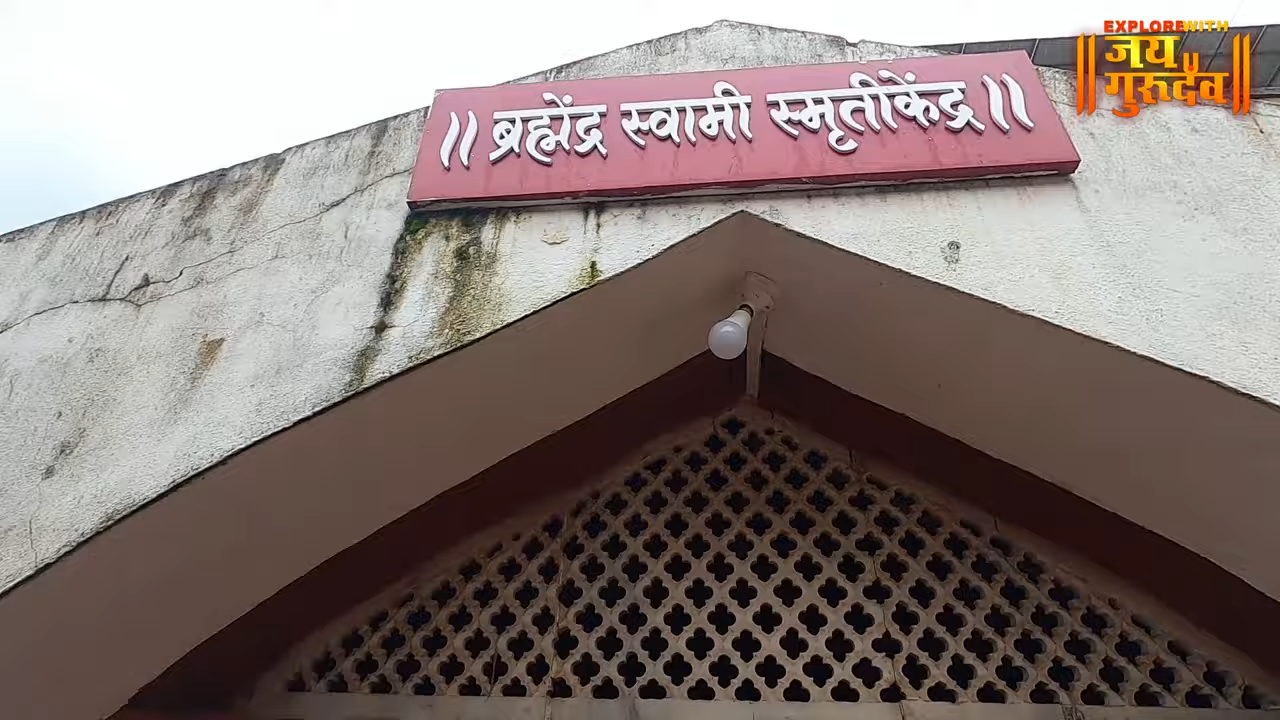 ॥ ब्रह्मेंद्र स्वामी स्मृतीकेंद्र ॥
EXPLORE WITH
॥ जय गुरुदेव ॥